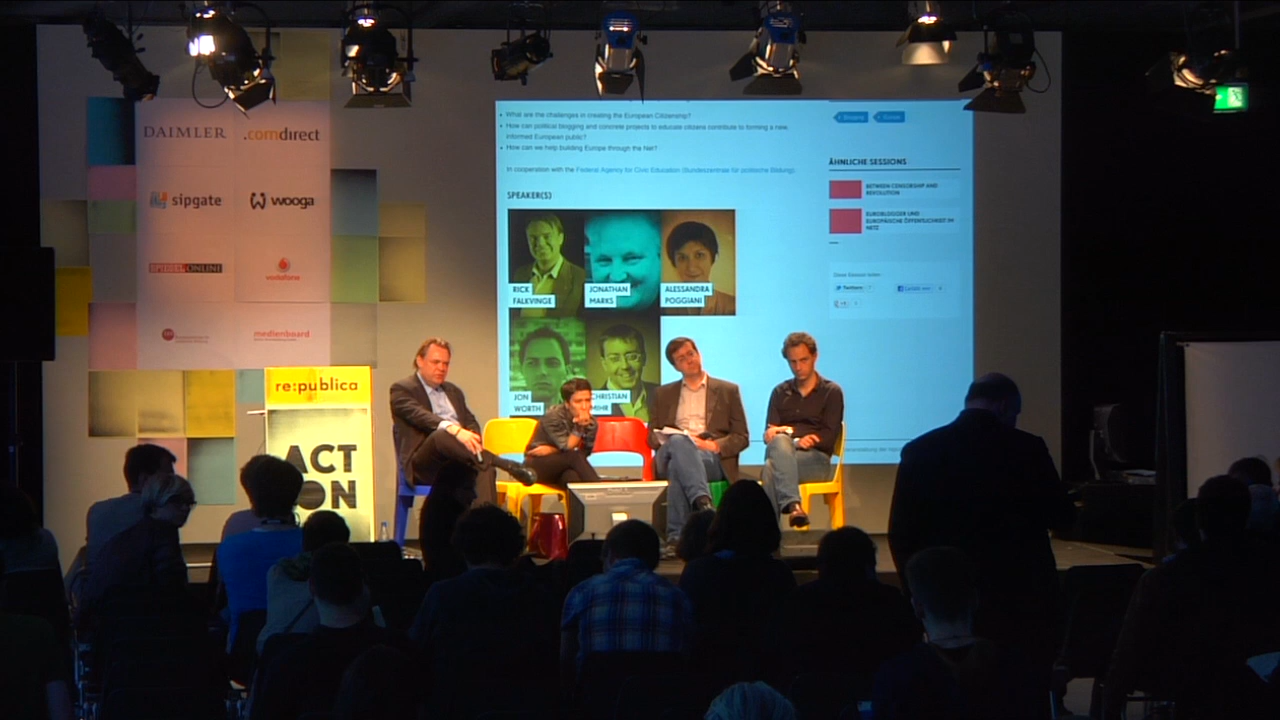 DAIMLER
.comdirect
sipgate
wooga
SPIEGEL ONLINE
vodafone
medienboard
re:publica
ACT
ON
What are the challenges in creating the European Citizenship?
How can political blogging and concrete projects to educate citizens contribute to forming a new,
informed European public?
How can we help building Europe through the Net?
In cooperation with the Federal Agency for Civic Education (Bundeszentrale für politische Bildung)
SPEAKER(S)
RICK
FALKVINGE
JONATHAN
MARKS
ALESSANDRA
POGGIANI
JON
WORTH
CHRISTIAN
MIHR
ÄHNLICHE SESSIONS
BETWEEN CENSORSHIP AND
REVOLUTION
EUROBLOGGER UND
EUROPÄISCHE ÖFFENTLICHKEIT IM
NETZ
Diese Session teilen:
Twittern